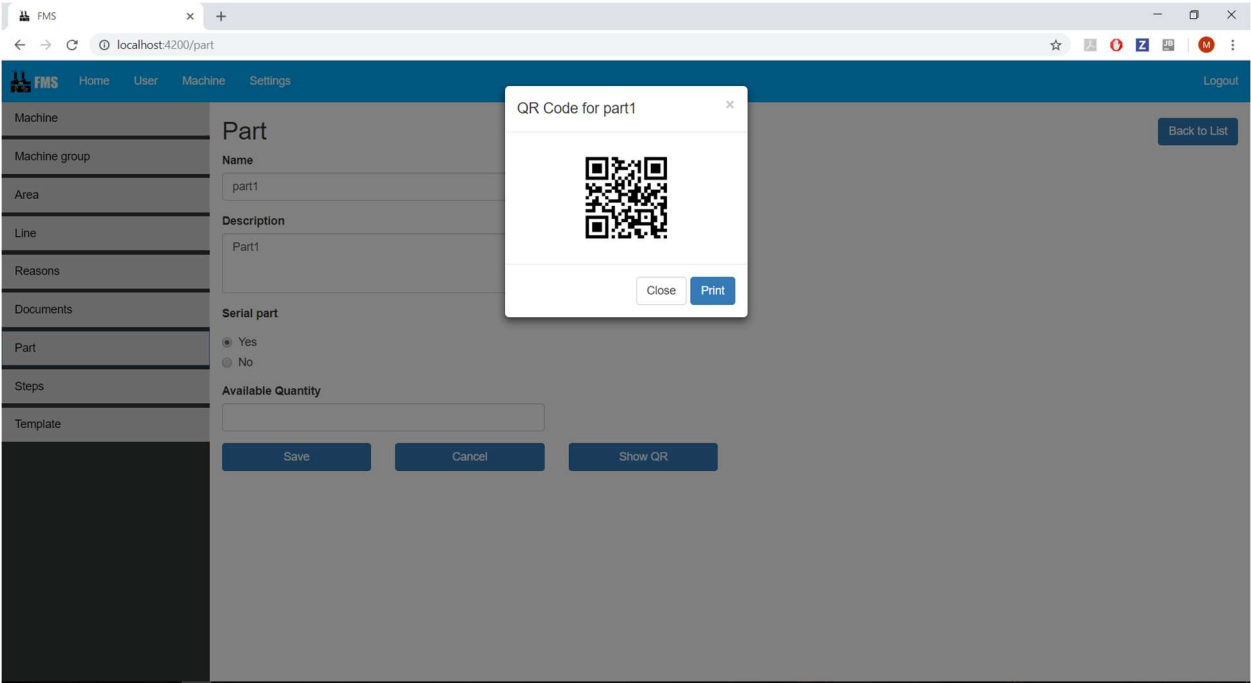 FMS
localhost:4200/part
FMS Home User Machine Settings Logout
Machine
Machine group
Area
Line
Reasons
Documents
Part
Steps
Template
Part
Back to List
Name
part1
Description
Part1
Serial part
Yes
No
Available Quantity
Save Cancel Show QR
QR Code for part1 ×
Close Print